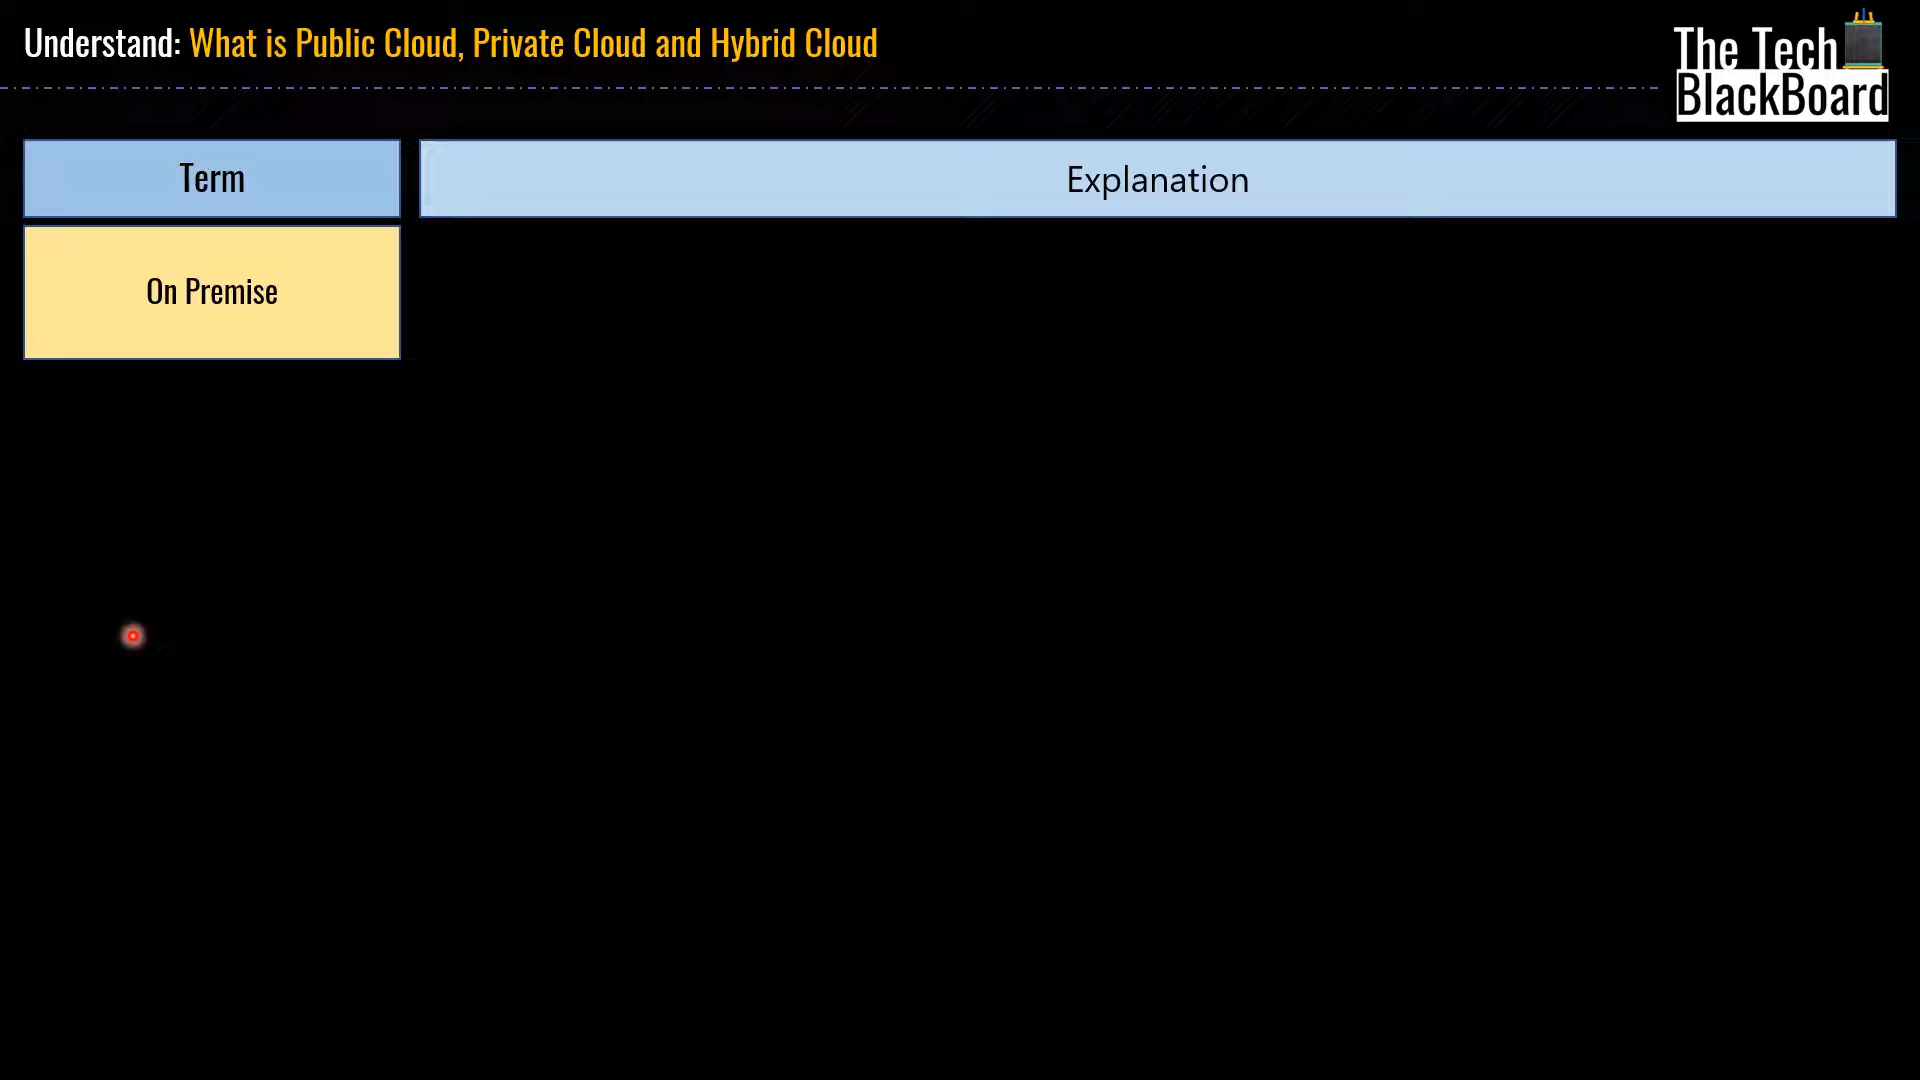 Understand: What is Public Cloud, Private Cloud and Hybrid Cloud
The Tech
BlackBoard
Term
Explanation
On Premise